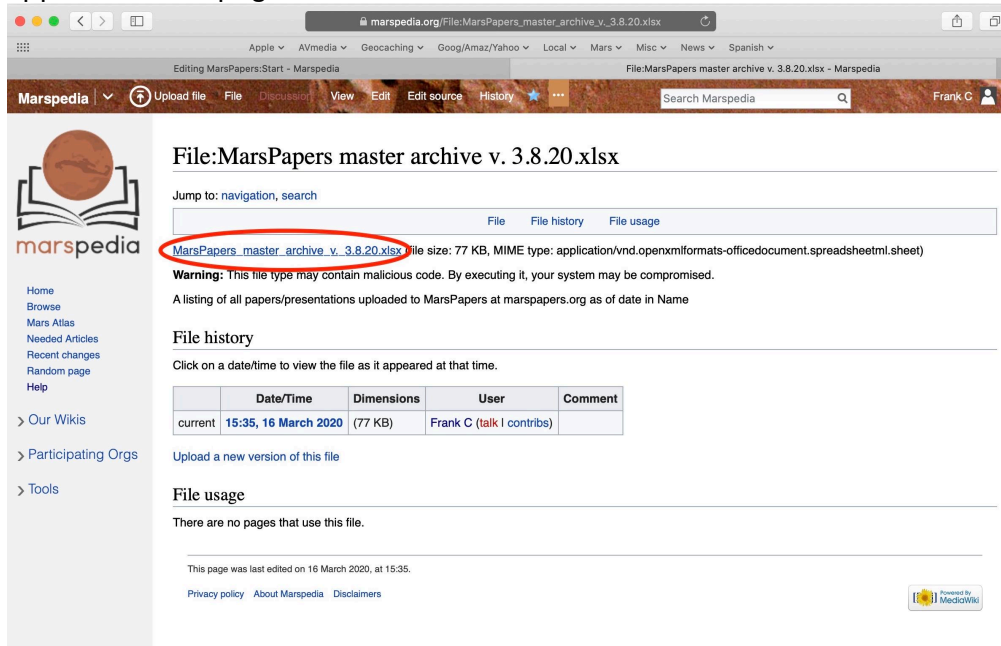 marspedia.org/File:MarsPapers_master_archive_v._3.8.20.xlsx
Apple AVmedia Geocaching Goog/Amaz/Yahoo Local Mars Misc News Spanish
Editing MarsPapers:Start - Marspedia File:MarsPapers master archive v. 3.8.20.xlsx - Marspedia
Marspedia Upload file File Discussion View Edit Edit source History Search Marspedia Frank C
File:MarsPapers master archive v. 3.8.20.xlsx
Jump to: navigation, search
File File history File usage
marspedia
MarsPapers_master_archive_v._3.8.20.xlsx (file size: 77 KB, MIME type: application/vnd.openxmlformats-officedocument.spreadsheetml.sheet)
Warning: This file type may contain malicious code. By executing it, your system may be compromised.
A listing of all papers/presentations uploaded to MarsPapers at marspapers.org as of date in Name
Home
Browse
Mars Atlas
Needed Articles
Recent changes
Random page
Help
Our Wikis
Participating Orgs
Tools
File history
Click on a date/time to view the file as it appeared at that time.
Date/Time Dimensions User Comment
current 15:35, 16 March 2020 (77 KB) Frank C (talk | contribs)
Upload a new version of this file
File usage
There are no pages that use this file.
This page was last edited on 16 March 2020, at 15:35.
Privacy policy About Marspedia Disclaimers
Powered By
MediaWiki